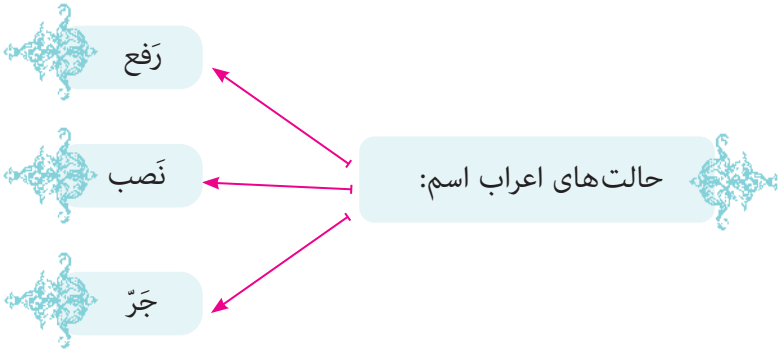 حالت‌های اعراب اسم:
رَفع
نَصب
جَرّ